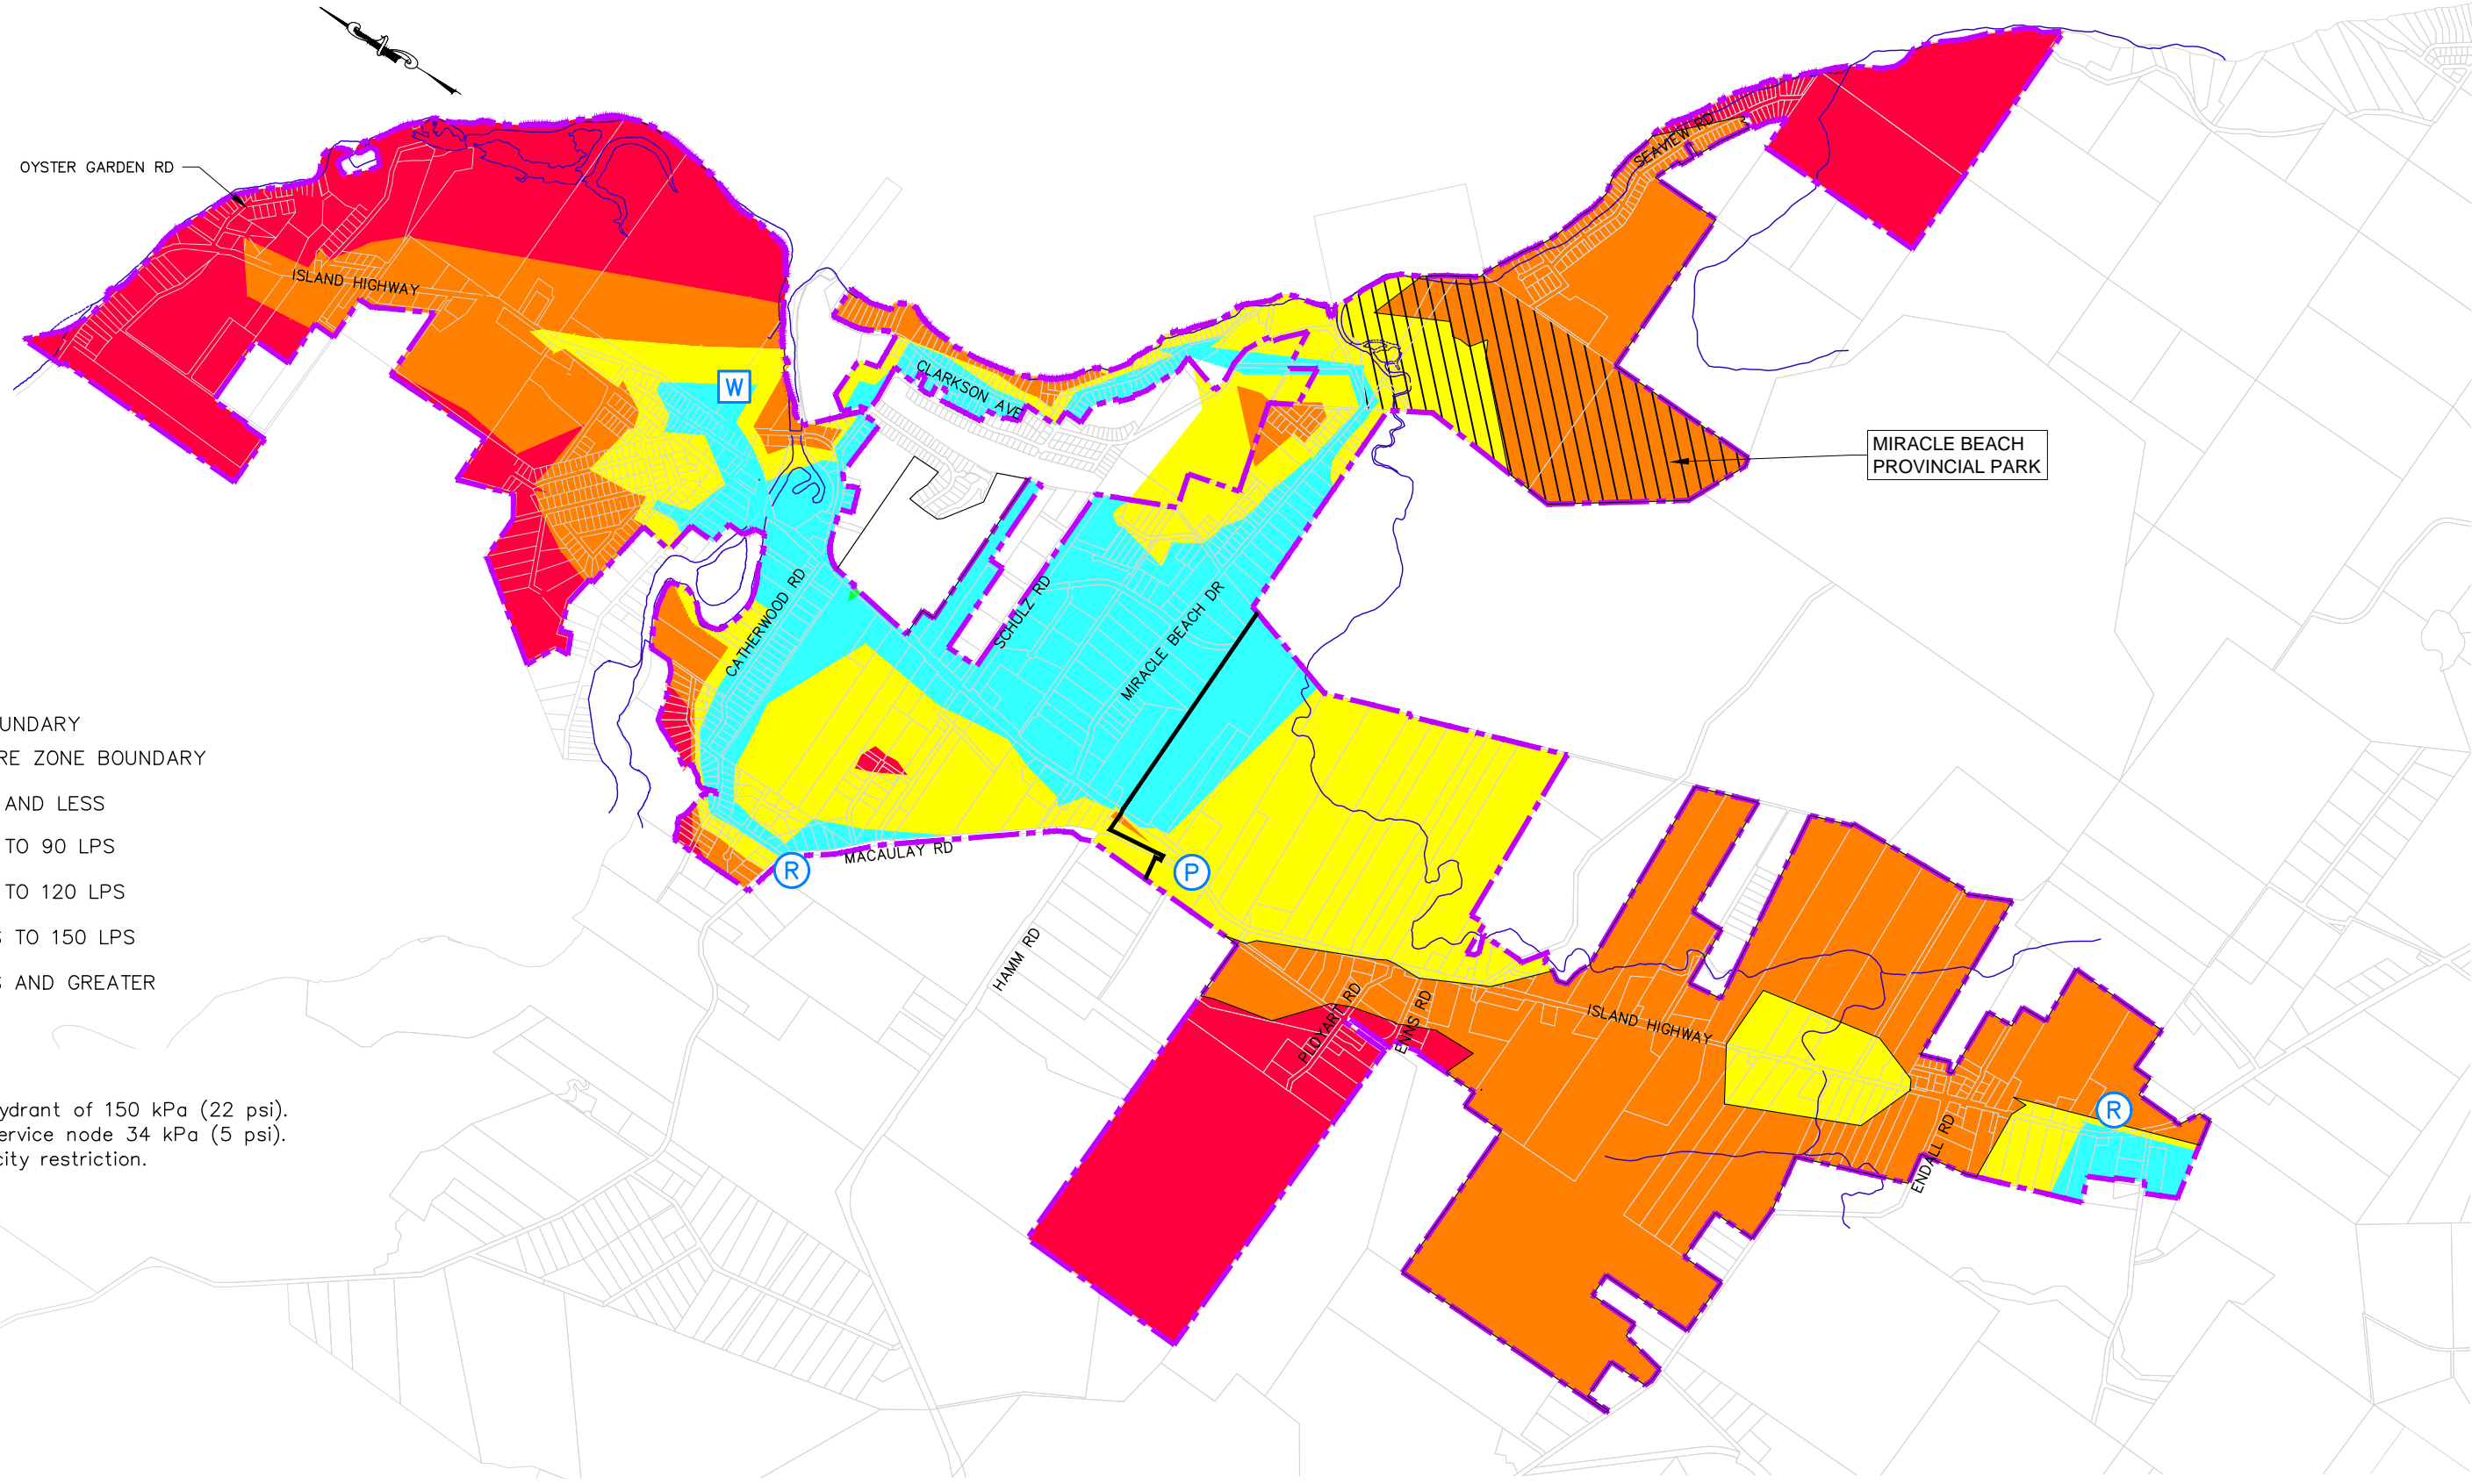 OYSTER GARDEN RD
ISLAND HIGHWAY
SEAVIEW RD
W
CLARKSON AVE
MIRACLE BEACH
PROVINCIAL PARK
CATHERWOOD RD
SCHULZ RD
MIRACLE BEACH DR
MACAULAY RD
R
P
HAMM RD
PLOYART RD
ENNS RD
ISLAND HIGHWAY
ENDALL RD
R
UNDARY
RE ZONE BOUNDARY
AND LESS
TO 90 LPS
TO 120 LPS
S TO 150 LPS
S AND GREATER
ydrant of 150 kPa (22 psi).
ervice node 34 kPa (5 psi).
city restriction.